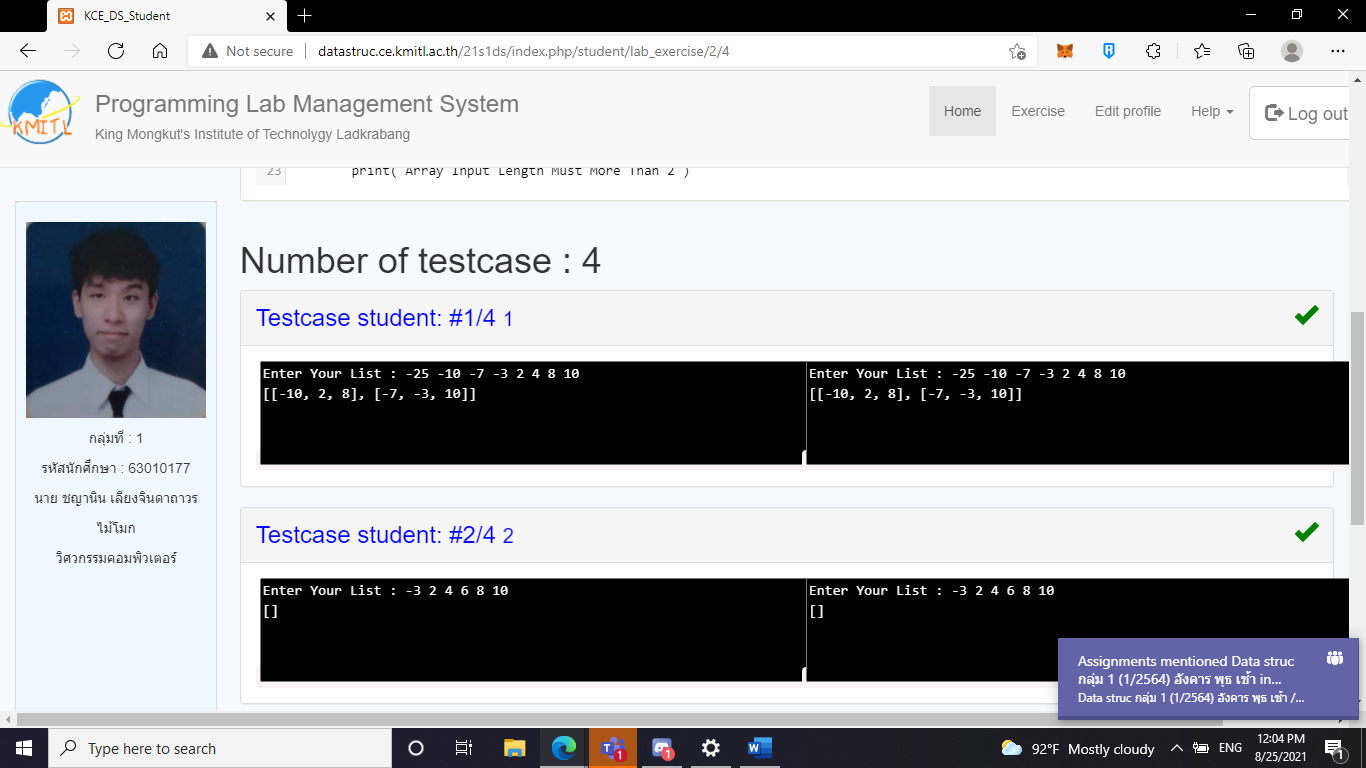 KCE_DS_Student
Not secure
datastruc.ce.kmitl.ac.th/21s1ds/index.php/student/lab_exercise/2/4
KMITL
Programming Lab Management System
King Mongkut's Institute of Technolygy Ladkrabang
Home
Exercise
Edit profile
Help
Log out
23 print( Array Input Length Must More Than 2 )
กลุ่มที่ : 1
รหัสนักศึกษา : 63010177
นาย ชญานิน เลียงจินดาถาวร
ไม้โมก
วิศวกรรมคอมพิวเตอร์
Number of testcase : 4
Testcase student: #1/4 1
Enter Your List : -25 -10 -7 -3 2 4 8 10
[[-10, 2, 8], [-7, -3, 10]]
Enter Your List : -25 -10 -7 -3 2 4 8 10
[[-10, 2, 8], [-7, -3, 10]]
Testcase student: #2/4 2
Enter Your List : -3 2 4 6 8 10
[]
Enter Your List : -3 2 4 6 8 10
[]
Assignments mentioned Data struc
กลุ่ม 1 (1/2564) อังคาร พุธ เช้า in...
Data struc กลุ่ม 1 (1/2564) อังคาร พุธ เช้า /...
Type here to search
1
1
92°F Mostly cloudy
ENG
12:04 PM
8/25/2021
1